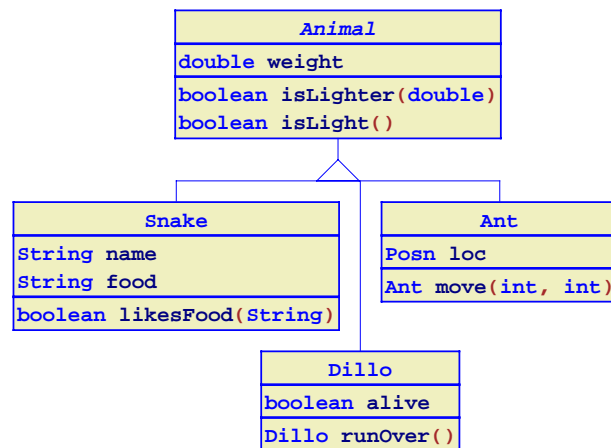 Animal
double weight
boolean isLighter(double)
boolean isLight()
Snake
String name
String food
boolean likesFood(String)
Ant
Posn loc
Ant move(int, int)
Dillo
boolean alive
Dillo runOver()